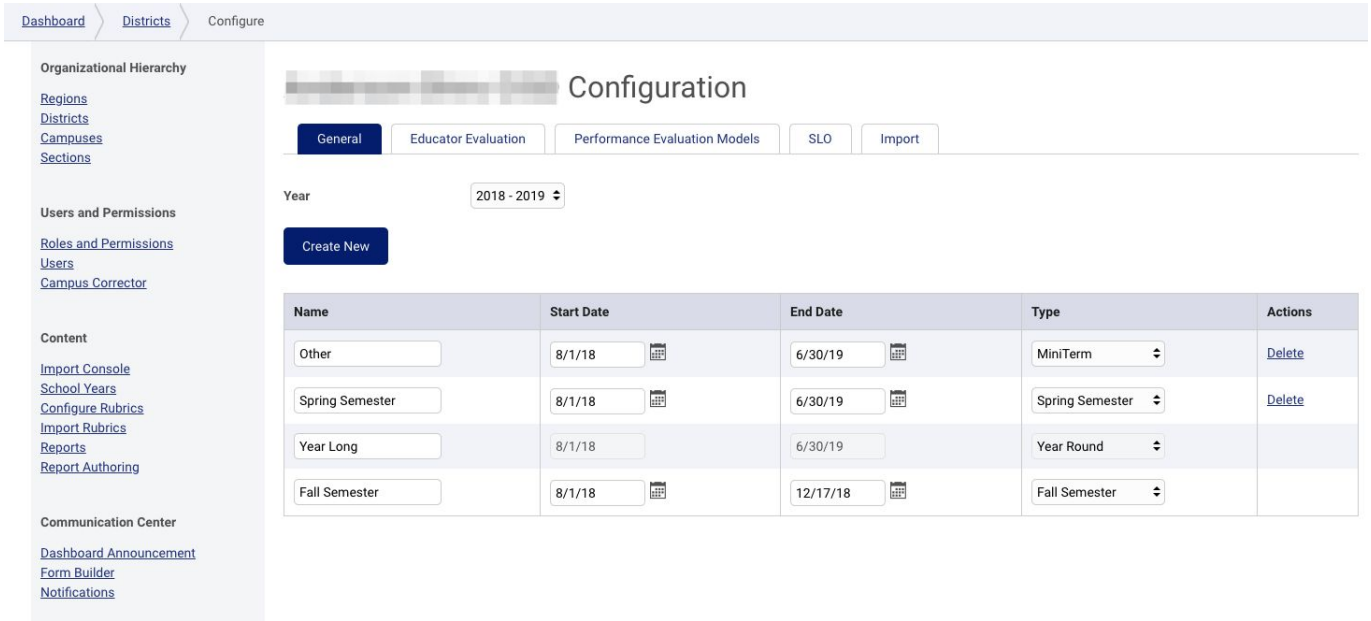 Dashboard Districts Configure
Organizational Hierarchy
Regions
Districts
Campuses
Sections
Users and Permissions
Roles and Permissions
Users
Campus Corrector
Content
Import Console
School Years
Configure Rubrics
Import Rubrics
Reports
Report Authoring
Communication Center
Dashboard Announcement
Form Builder
Notifications
Configuration
General Educator Evaluation Performance Evaluation Models SLO Import
Year 2018 - 2019
Create New
Name Start Date End Date Type Actions
Other 8/1/18 6/30/19 MiniTerm Delete
Spring Semester 8/1/18 6/30/19 Spring Semester Delete
Year Long 8/1/18 6/30/19 Year Round
Fall Semester 8/1/18 12/17/18 Fall Semester